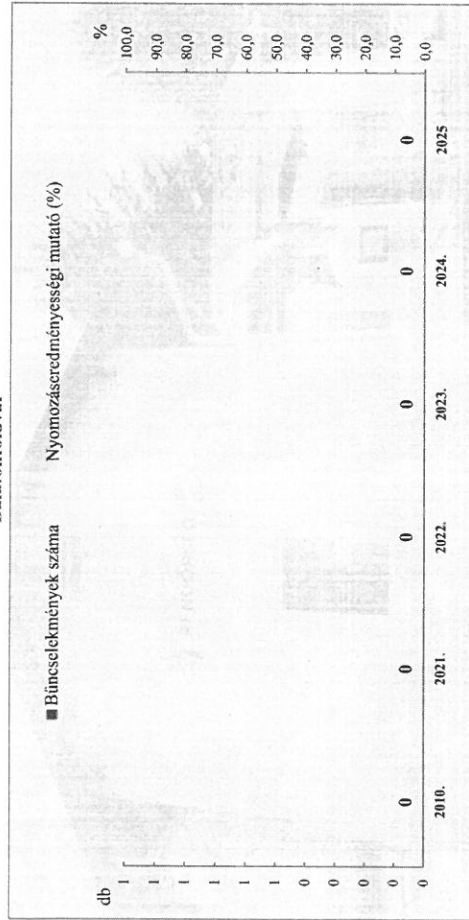 ■ Bűncselekmények száma Nyomozáseredményességi mutató (%)
db %
1 100,0
1 90,0
1 80,0
1 70,0
1 60,0
0 50,0
0 40,0
0 30,0
0 20,0
0 10,0
0 0,0
0 0 0 0 0 0
2010. 2021. 2022. 2023. 2024. 2025